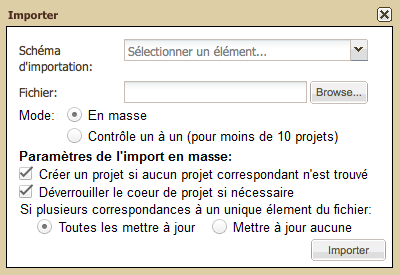 Importer
Schéma
d'importation:
Sélectionner un élément...
Fichier:
Browse...
Mode:
En masse
Contrôle un à un (pour moins de 10 projets)
Paramètres de l'import en masse:
Créer un projet si aucun projet correspondant n'est trouvé
Déverrouiller le coeur de projet si nécessaire
Si plusieurs correspondances à un unique élement du fichier:
Toutes les mettre à jour
Mettre à jour aucune
Importer